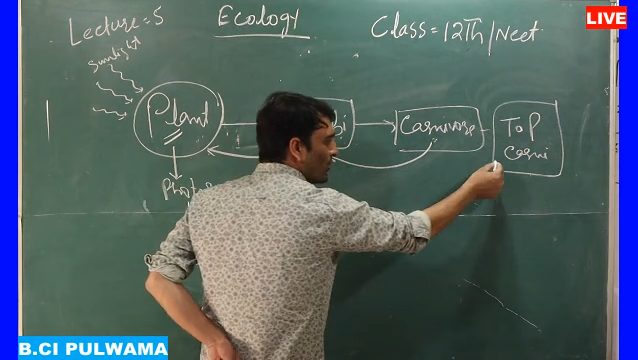 LIVE
Lecture = 5
Ecology
Class = 12Th / Neet
Sunlight
Plant
Carnivore
ToP
Carni
B.CI PULWAMA